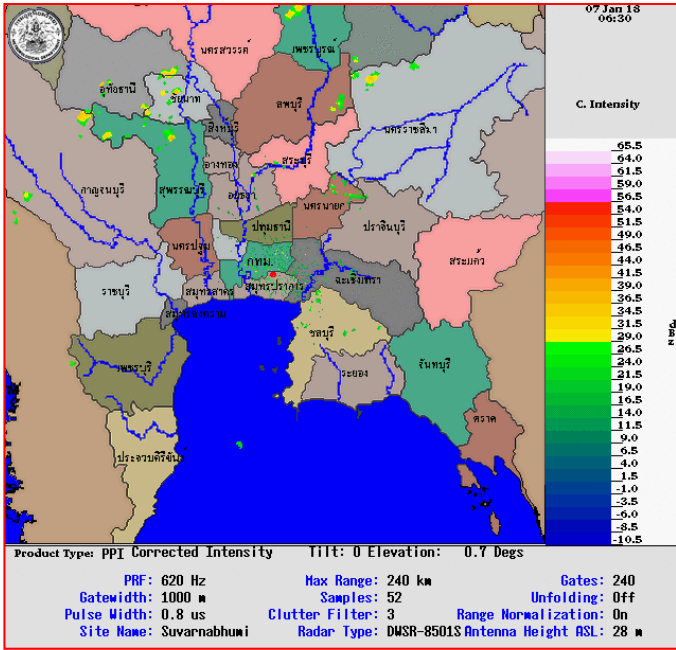 07 Jan 18
06:30
C. Intensity
65.5
64.0
61.5
59.0
56.5
54.0
51.5
49.0
46.5
44.0
41.5
39.0
36.5
34.0
31.5
29.0
26.5
24.0
21.5
19.0
16.5
14.0
11.5
9.0
6.5
4.0
1.5
-1.0
-3.5
-6.0
-8.5
-10.5
dBZ
นครสวรรค์
เพชรบูรณ์
อุทัยธานี
ชัยนาท
สิงห์บุรี
ลพบุรี
นครราชสีมา
อ่างทอง
สระบุรี
กาญจนบุรี
สุพรรณบุรี
อยุธยา
นครนายก
ปราจีนบุรี
ปทุมธานี
นครปฐม
กทม.
สระแก้ว
ราชบุรี
สมุทรสาคร
สมุทรปราการ
ฉะเชิงเทรา
สมุทรสงคราม
ชลบุรี
เพชรบุรี
ระยอง
จันทบุรี
ตราด
ประจวบคีรีขันธ์
Product Type: PPI Corrected Intensity Tilt: 0 Elevation: 0.7 Degs
PRF: 620 Hz Max Range: 240 km Gates: 240
Gatewidth: 1000 m Samples: 52 Unfolding: Off
Pulse Width: 0.8 us Clutter Filter: 3 Range Normalization: On
Site Name: Suvarnabhumi Radar Type: DWSR-8501S Antenna Height ASL: 28 m